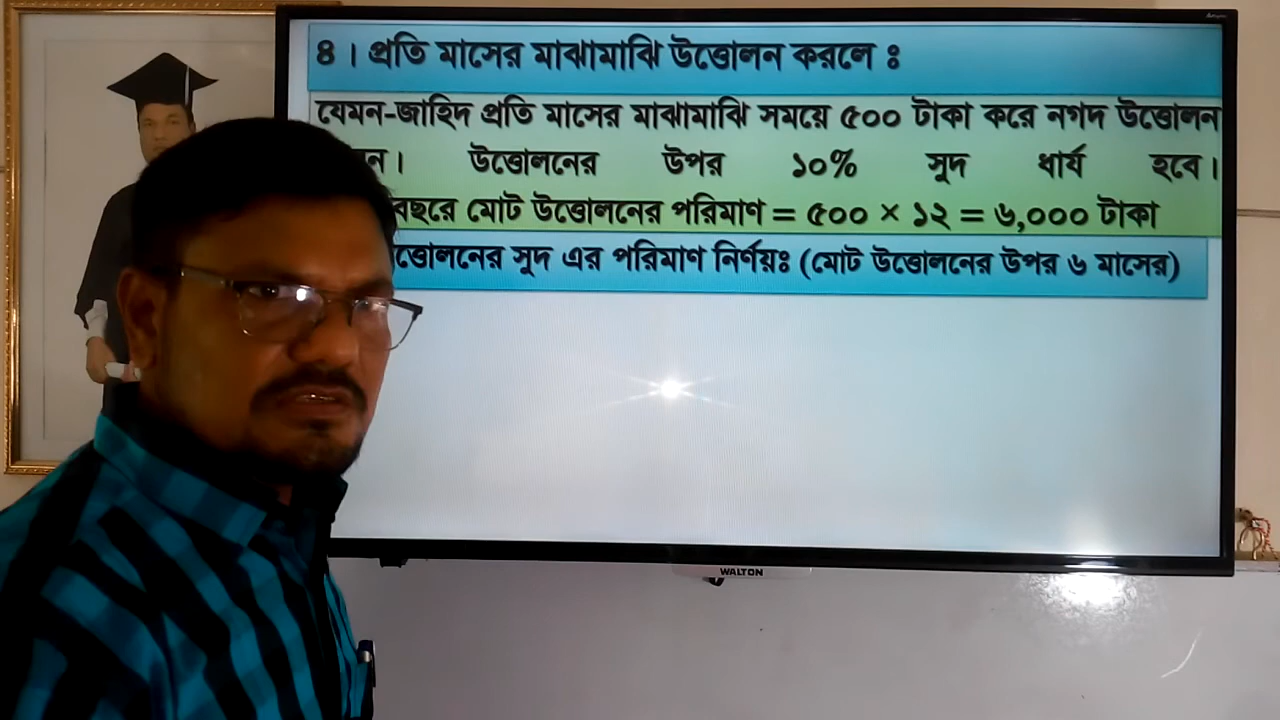 ৪ । প্রতি মাসের মাঝামাঝি উত্তোলন করলে ঃ
যেমন-জাহিদ প্রতি মাসের মাঝামাঝি সময়ে ৫০০ টাকা করে নগদ উত্তোলন
ন। উত্তোলনের উপর ১০% সুদ ধার্য হবে।
বছরে মোট উত্তোলনের পরিমাণ = ৫০০ × ১২ = ৬,০০০ টাকা
ত্তোলনের সুদ এর পরিমাণ নির্ণয়ঃ (মোট উত্তোলনের উপর ৬ মাসের)
WALTON